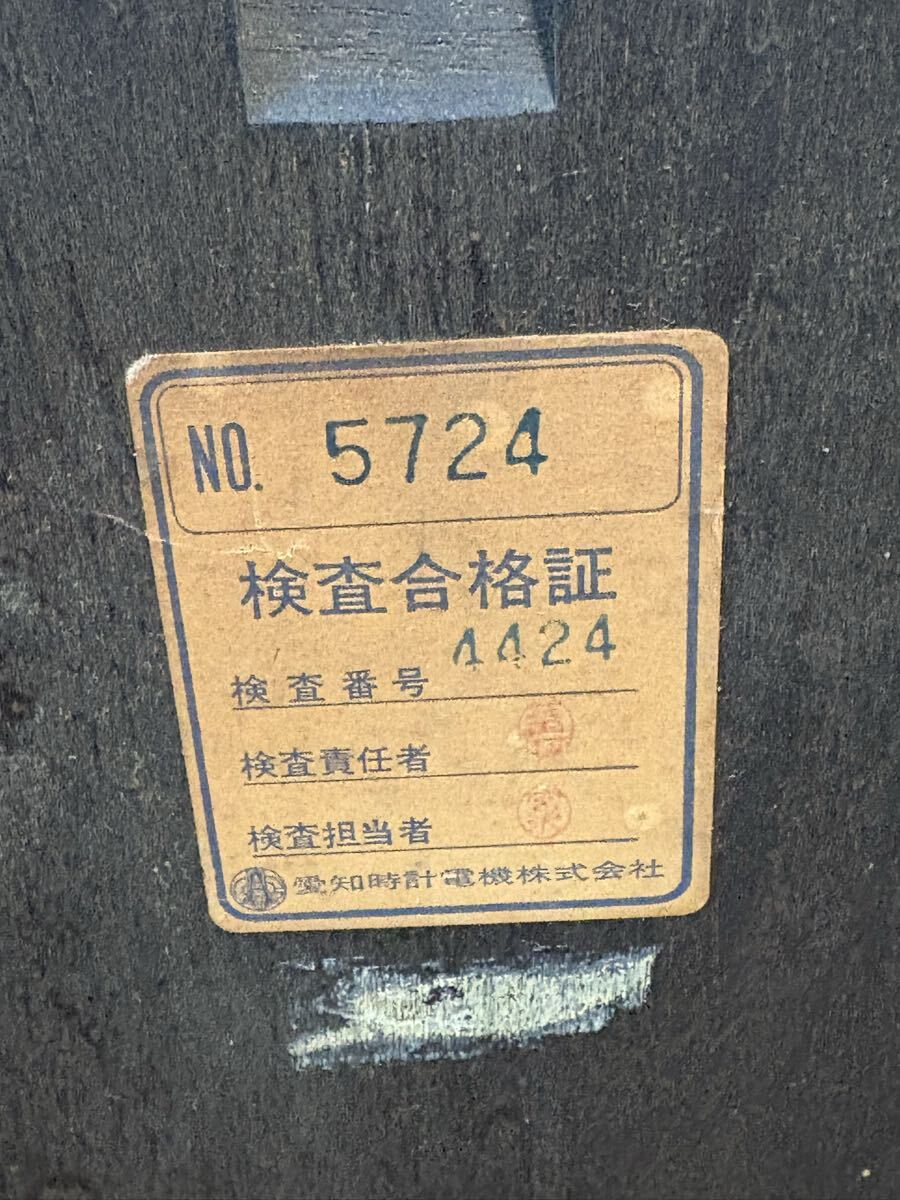 NO. 5724
検査合格証
検査番号 4424
検査責任者
検査担当者
愛知時計電機株式会社